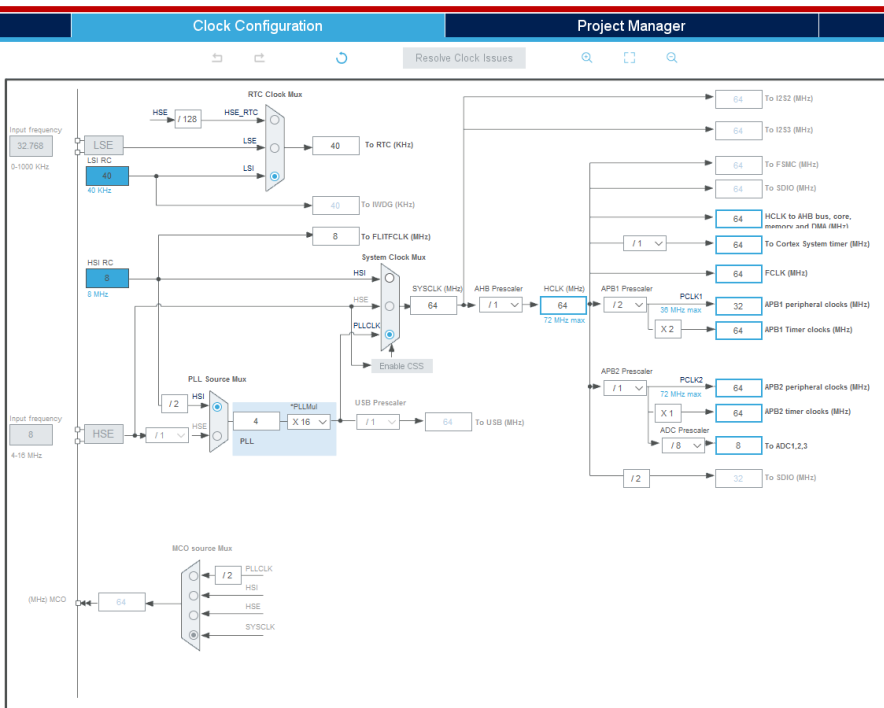 Clock Configuration
Project Manager
Resolve Clock Issues
RTC Clock Mux
HSE
/ 128
HSE_RTC
Input frequency
32.768
0-1000 KHz
LSE
LSE
40
To RTC (KHz)
LSI RC
40
40 KHz
LSI
40
To IWDG (KHz)
8
To FLITFCLK (MHz)
HSI RC
8
8 MHz
System Clock Mux
HSI
HSE
PLLCLK
Enable CSS
SYSCLK (MHz)
64
AHB Prescaler
/ 1
HCLK (MHz)
64
72 MHz max
APB1 Prescaler
/ 2
PCLK1
36 MHz max
X 2
64
To I2S2 (MHz)
64
To I2S3 (MHz)
64
To FSMC (MHz)
64
To SDIO (MHz)
64
HCLK to AHB bus, core,
memory and DMA (MHz)
/ 1
64
To Cortex System timer (MHz)
64
FCLK (MHz)
32
APB1 peripheral clocks (MHz)
64
APB1 Timer clocks (MHz)
PLL Source Mux
/ 2
HSI
Input frequency
8
4-16 MHz
HSE
/ 1
HSE
4
*PLLMul
X 16
PLL
USB Prescaler
/ 1
64
To USB (MHz)
APB2 Prescaler
/ 1
PCLK2
72 MHz max
64
APB2 peripheral clocks (MHz)
X 1
64
APB2 timer clocks (MHz)
ADC Prescaler
/ 8
8
To ADC1,2,3
/ 2
32
To SDIO (MHz)
MCO source Mux
/ 2
PLLCLK
HSI
HSE
SYSCLK
(MHz) MCO
64